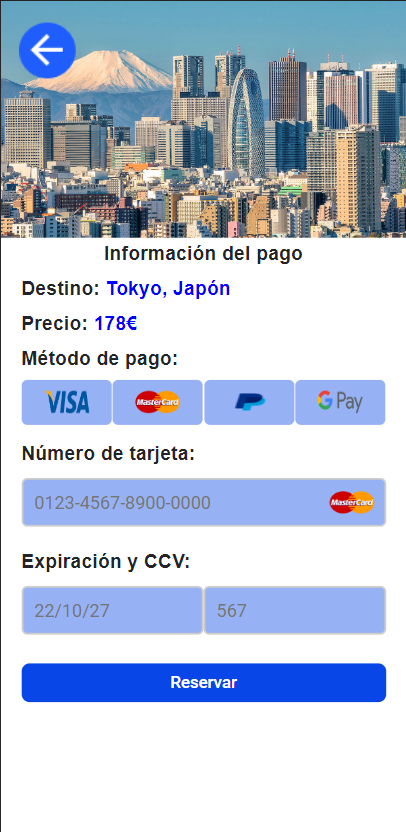 Información del pago
Destino: Tokyo, Japón
Precio: 178€
Método de pago:
VISA MasterCard G Pay
Número de tarjeta:
0123-4567-8900-0000 MasterCard
Expiración y CCV:
22/10/27 567
Reservar